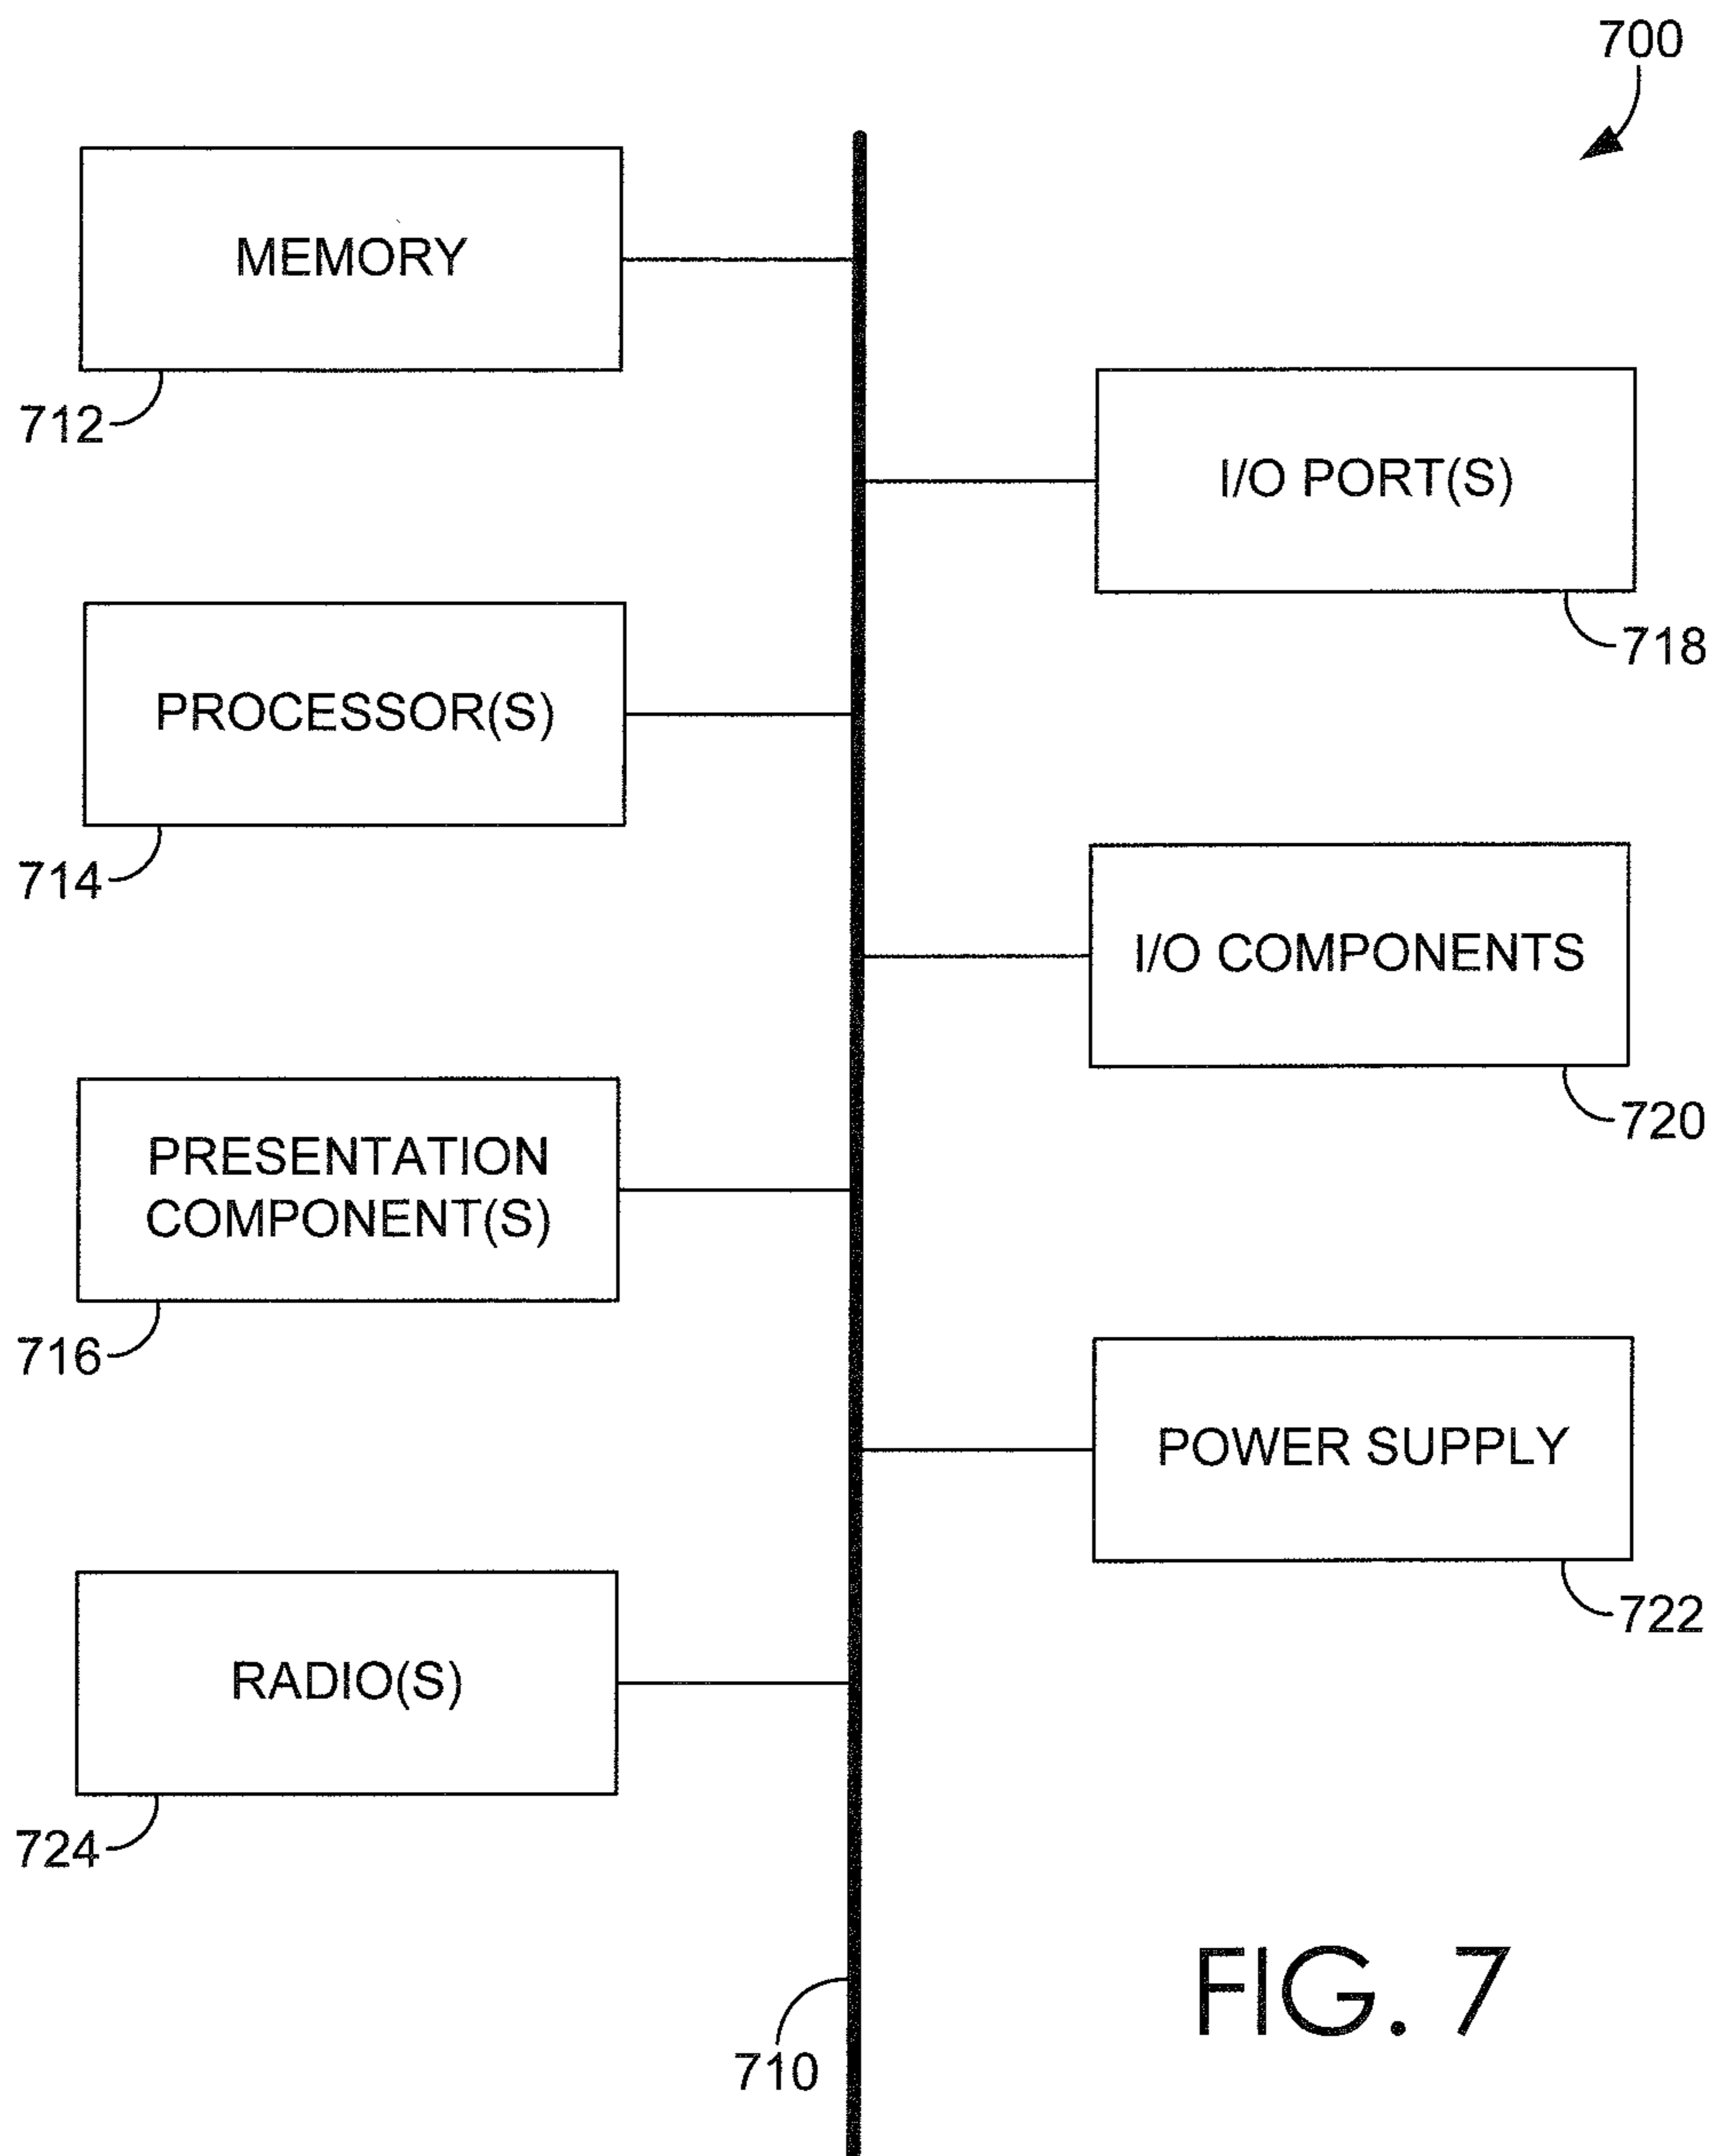 700
MEMORY
712
I/O PORT(S)
718
PROCESSOR(S)
714
I/O COMPONENTS
720
PRESENTATION
COMPONENT(S)
716
POWER SUPPLY
722
RADIO(S)
724
710
FIG. 7